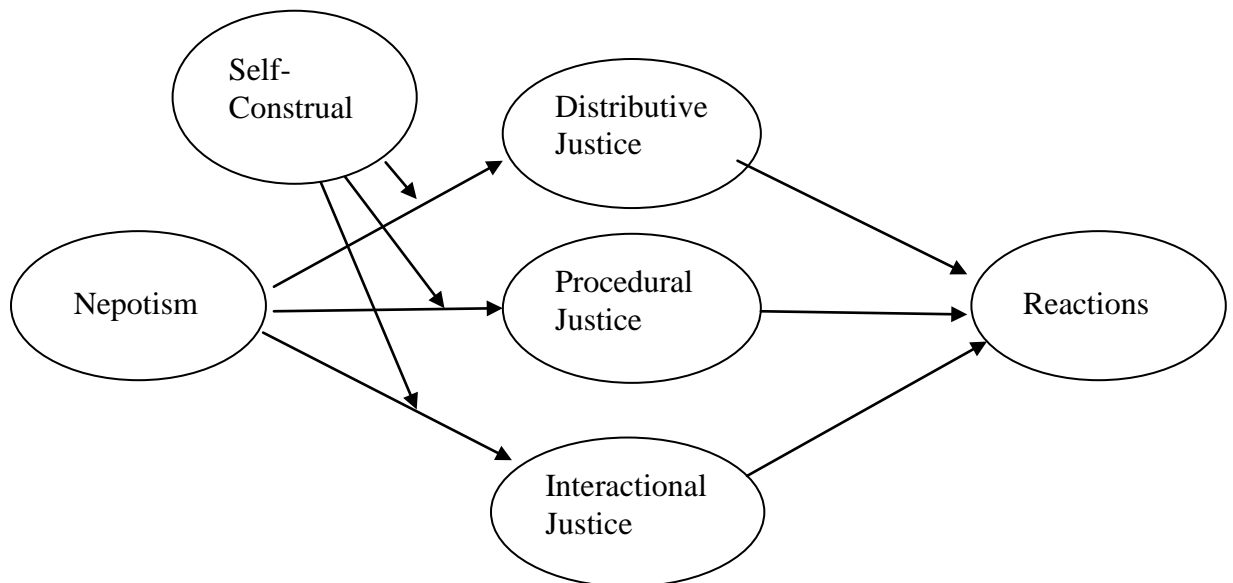 Self-
Construal
Distributive
Justice
Nepotism
Procedural
Justice
Reactions
Interactional
Justice